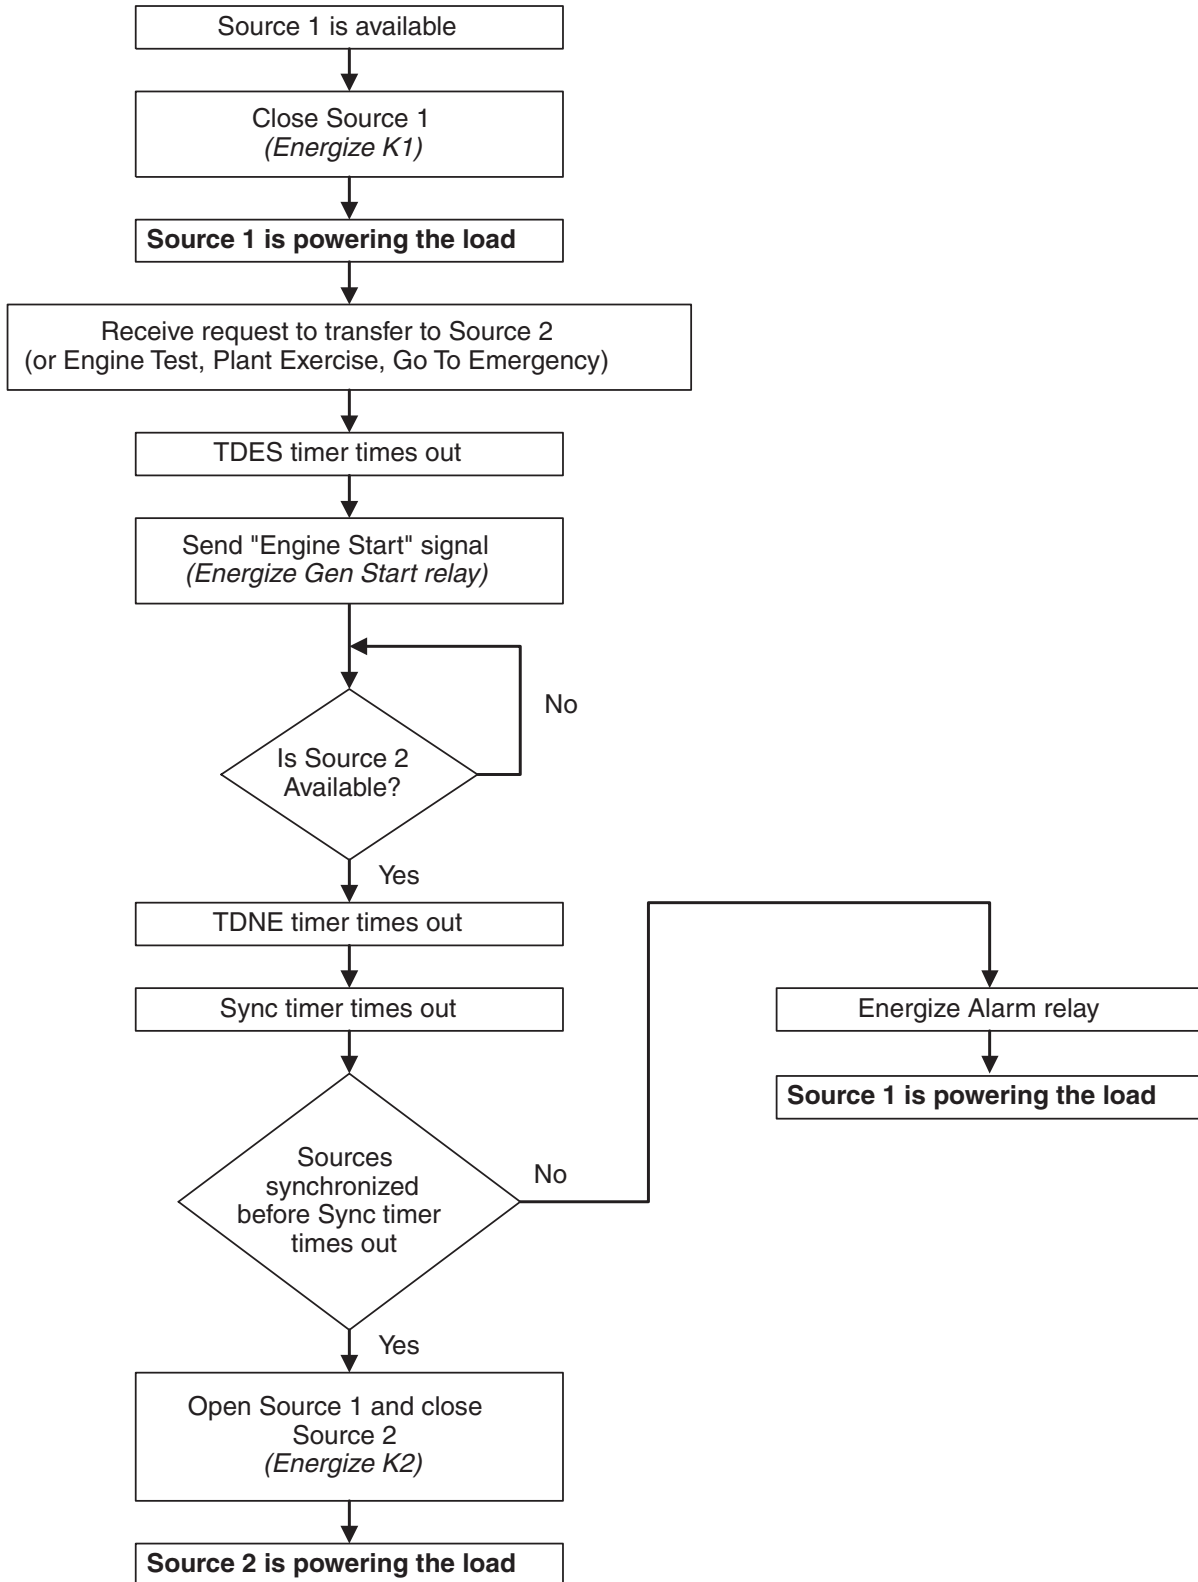 Source 1 is available
Close Source 1
(Energize K1)
Source 1 is powering the load
Receive request to transfer to Source 2
(or Engine Test, Plant Exercise, Go To Emergency)
TDES timer times out
Send "Engine Start" signal
(Energize Gen Start relay)
No
Is Source 2
Available?
Yes
TDNE timer times out
Sync timer times out
Energize Alarm relay
Source 1 is powering the load
Sources
synchronized
before Sync timer
times out
No
Yes
Open Source 1 and close
Source 2
(Energize K2)
Source 2 is powering the load